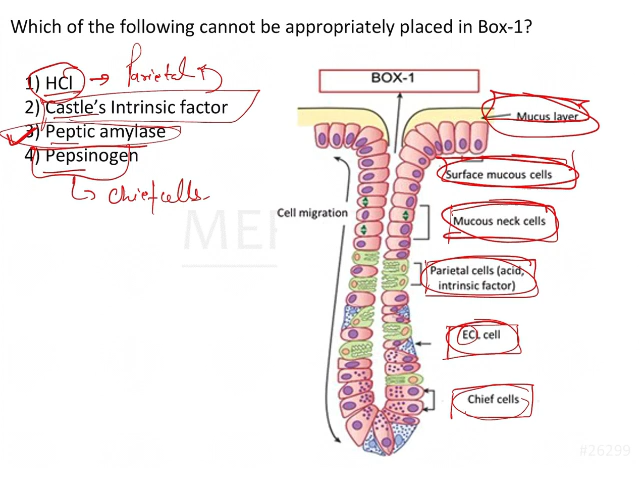 Which of the following cannot be appropriately placed in Box-1?
1) HCl → Parietal
2) Castle's Intrinsic factor
3) Peptic amylase
4) Pepsinogen
↳ chief cells.
BOX-1
Mucus layer
Surface mucous cells
Cell migration
Mucous neck cells
Parietal cells (acid,
intrinsic factor)
ECL cell
Chief cells
#26299